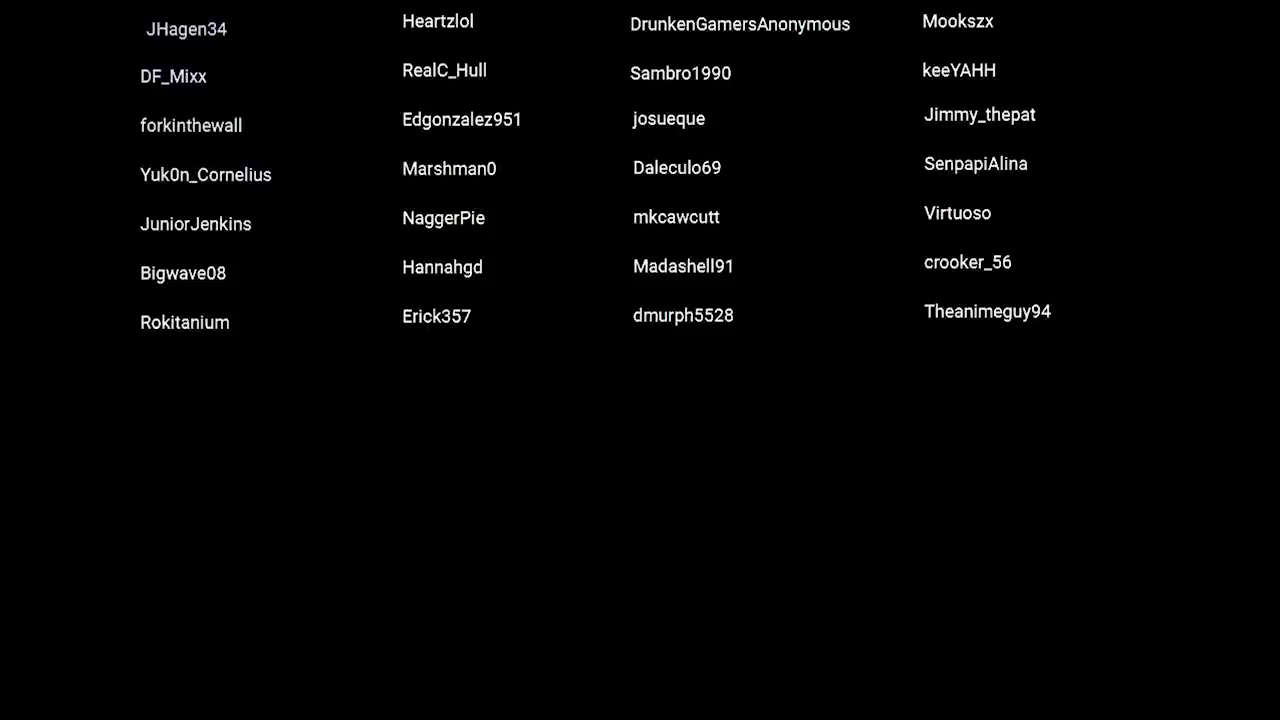 JHagen34
DF_Mixx
forkinthewall
Yuk0n_Cornelius
JuniorJenkins
Bigwave08
Rokitanium
Heartzlol
RealC_Hull
Edgonzalez951
Marshman0
NaggerPie
Hannahgd
Erick357
DrunkenGamersAnonymous
Sambro1990
josueque
Daleculo69
mkcawcutt
Madashell91
dmurph5528
Mookszx
keeYAHH
Jimmy_thepat
SenpapiAlina
Virtuoso
crooker_56
Theanimeguy94